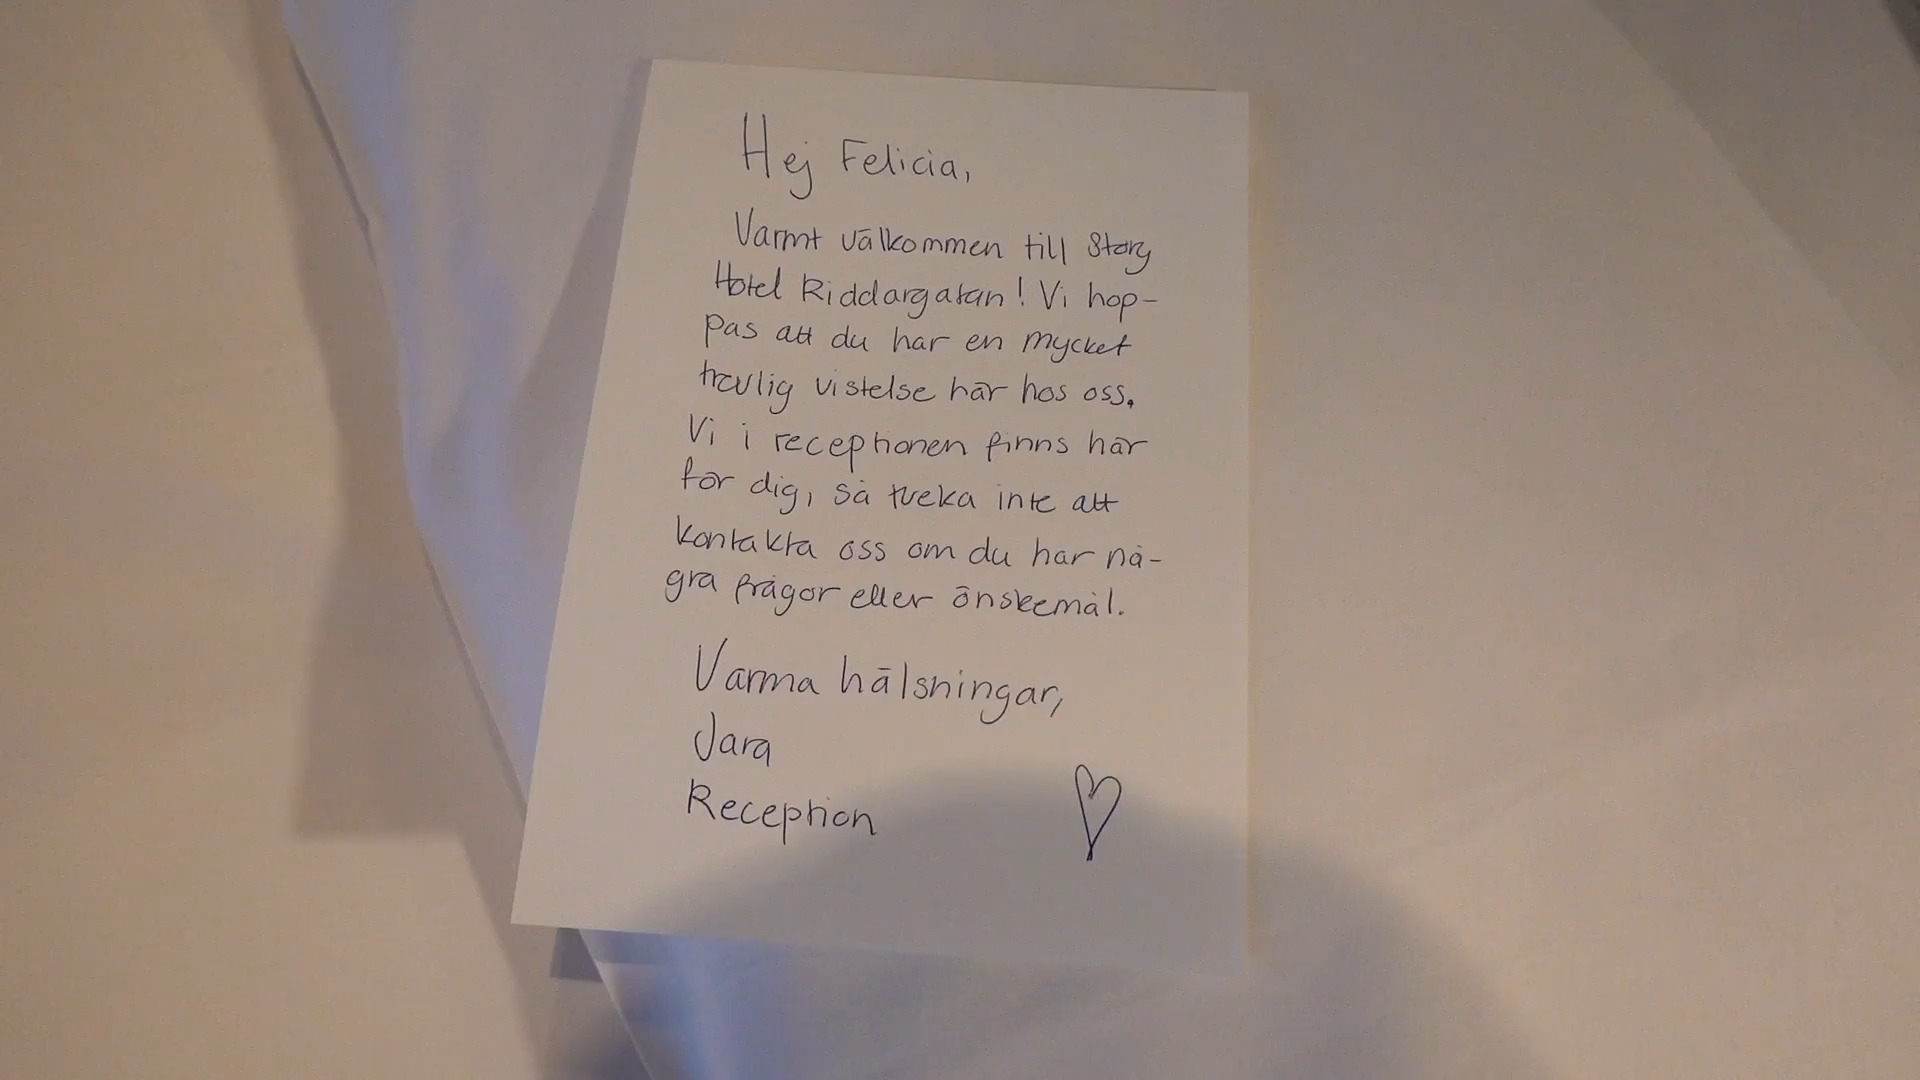 Hej Felicia,
Varmt välkommen till Story
Hotel Riddargatan! Vi hop-
pas att du har en mycket
trevlig vistelse här hos oss.
Vi i receptionen finns här
för dig, så tveka inte att
kontakta oss om du har nå-
gra frågor eller önskemål.
Varma hälsningar,
Jara
Reception